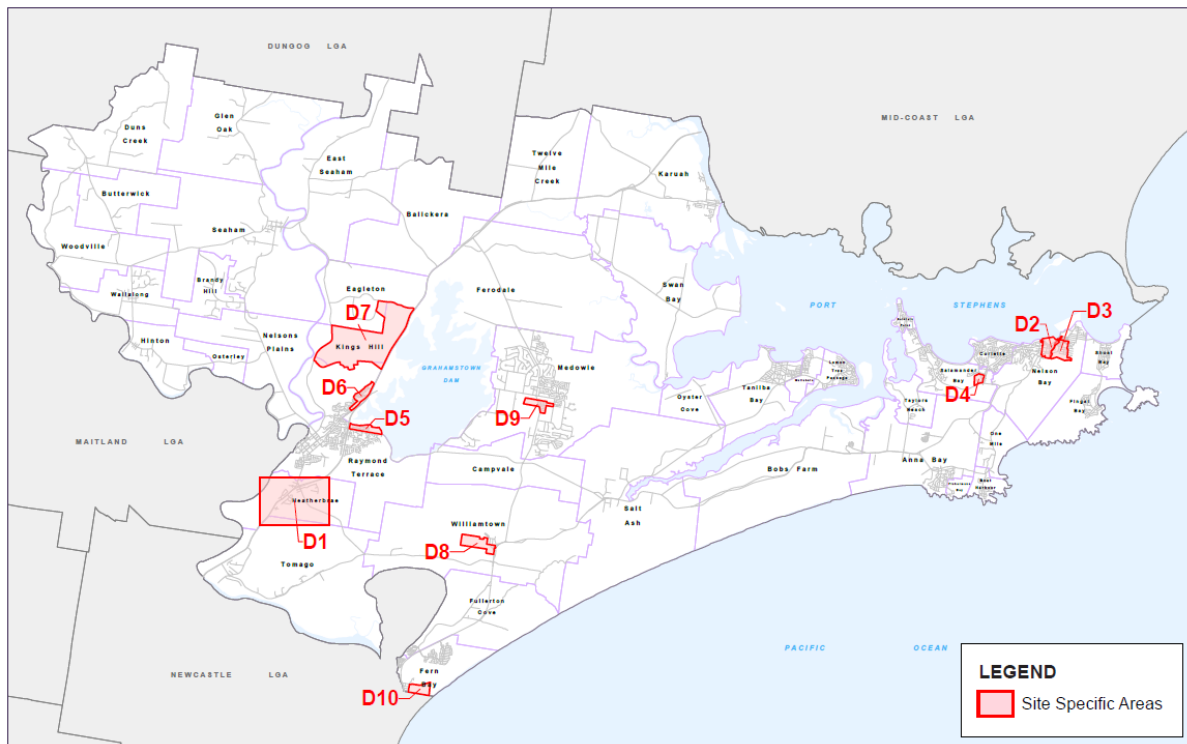 DUNGOG LGA
MID-COAST LGA
Duns
Creek
Glen
Oak
East
Seaham
Twelve
Mile
Creek
Karuah
Butterwick
Balickera
Seaham
Woodville
Brandy
Hill
Wallalong
Eagleton
Ferodale
Swan
Bay
PORT STEPHENS
D7
D2
D3
Hinton
Nelsons
Plains
Osterley
Kings Hill
GRAHAMSTOWN
DAM
Medowie
Corlette
Nelson
Bay
Shoal
Bay
Salamander
Bay
Lemon
Tree
Passage
Tanilba
Bay
D6
D4
Oyster
Cove
Taylors
Beach
Fingal
Bay
D9
D5
MAITLAND LGA
Raymond
Terrace
One
Mile
Campvale
Bobs Farm
Anna Bay
Boat
Harbour
Heatherbrae
Salt
Ash
D1
Williamtown
D8
Tomago
Fullerton
Cove
PACIFIC OCEAN
NEWCASTLE LGA
Fern
Bay
D10
LEGEND
Site Specific Areas